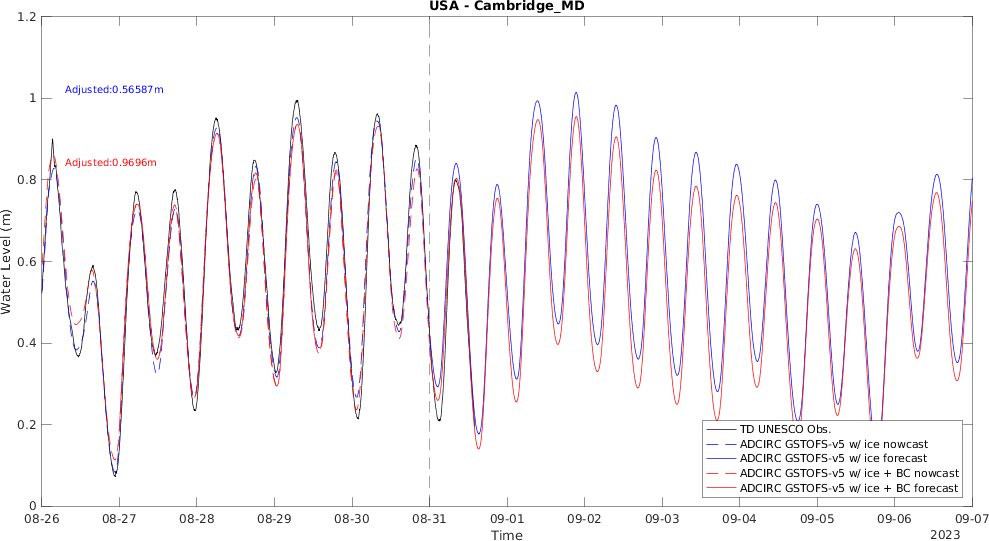 USA - Cambridge_MD
1.2
1
0.8
0.6
0.4
0.2
0
Water Level (m)
Adjusted:0.56587m
Adjusted:0.9696m
TD UNESCO Obs.
ADCIRC GSTOFS-v5 w/ ice nowcast
ADCIRC GSTOFS-v5 w/ ice forecast
ADCIRC GSTOFS-v5 w/ ice + BC nowcast
ADCIRC GSTOFS-v5 w/ ice + BC forecast
08-26 08-27 08-28 08-29 08-30 08-31 09-01 09-02 09-03 09-04 09-05 09-06 09-07
Time
2023